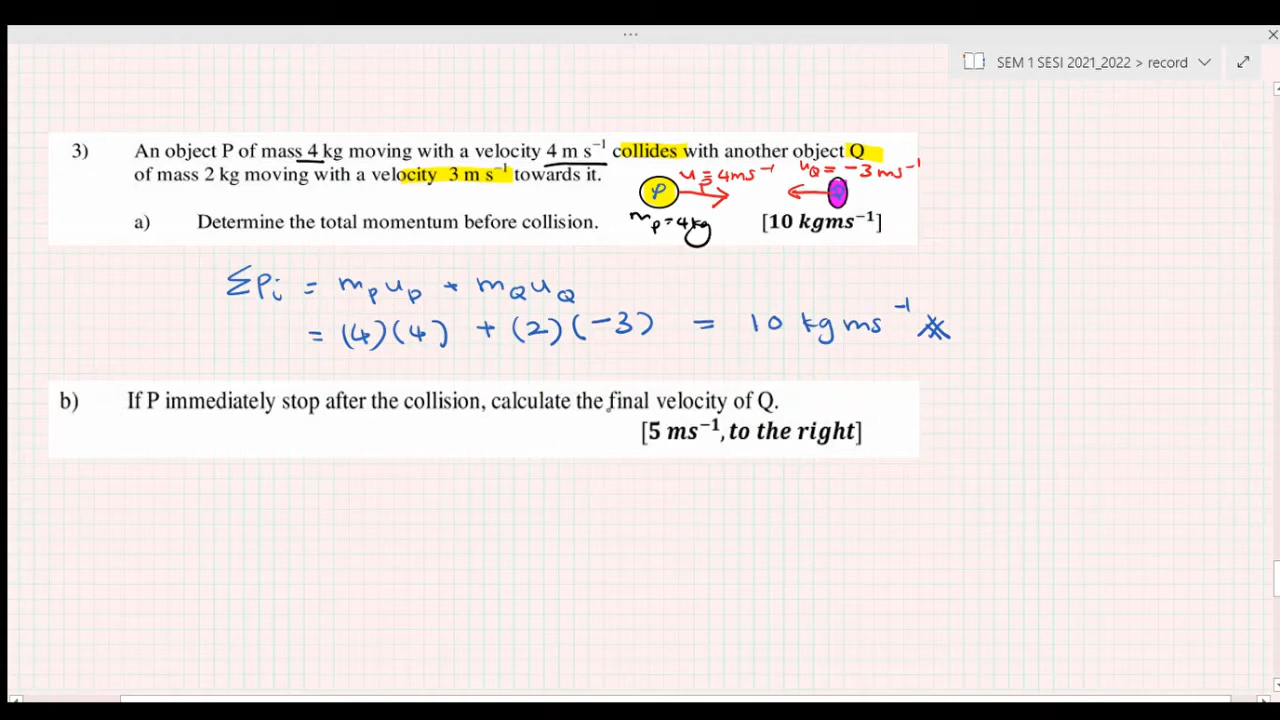 SEM 1 SESI 2021_2022 > record
3) An object P of mass 4 kg moving with a velocity 4 m s⁻¹ collides with another object Q
of mass 2 kg moving with a velocity 3 m s⁻¹ towards it.
u_P = 4ms⁻¹
u_Q = -3ms⁻¹
P
Q
m_P = 4kg
a) Determine the total momentum before collision. [10 kgms⁻¹]
ΣP_i = m_P u_P + m_Q u_Q
= (4)(4) + (2)(-3) = 10 kgms⁻¹
b) If P immediately stop after the collision, calculate the final velocity of Q.
[5 ms⁻¹, to the right]